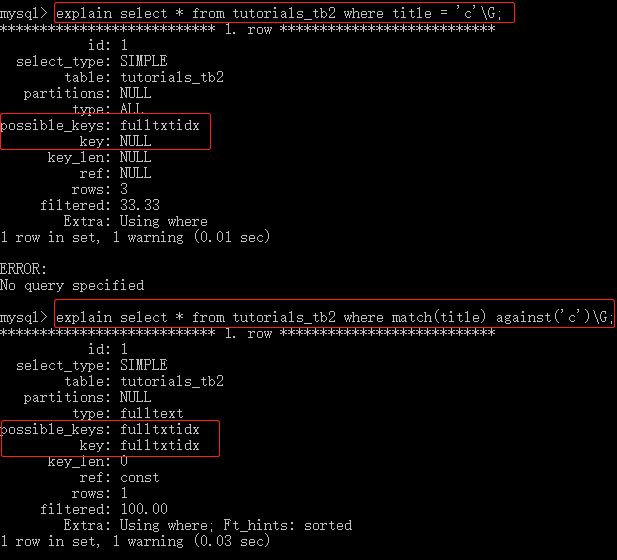 mysql> explain select * from tutorials_tb2 where title = 'c'\G;
*************************** 1. row ***************************
id: 1
select_type: SIMPLE
table: tutorials_tb2
partitions: NULL
type: ALL
possible_keys: fulltxtidx
key: NULL
key_len: NULL
ref: NULL
rows: 3
filtered: 33.33
Extra: Using where
1 row in set, 1 warning (0.01 sec)
ERROR:
No query specified
mysql> explain select * from tutorials_tb2 where match(title) against('c')\G;
*************************** 1. row ***************************
id: 1
select_type: SIMPLE
table: tutorials_tb2
partitions: NULL
type: fulltext
possible_keys: fulltxtidx
key: fulltxtidx
key_len: 0
ref: const
rows: 1
filtered: 100.00
Extra: Using where; Ft_hints: sorted
1 row in set, 1 warning (0.03 sec)